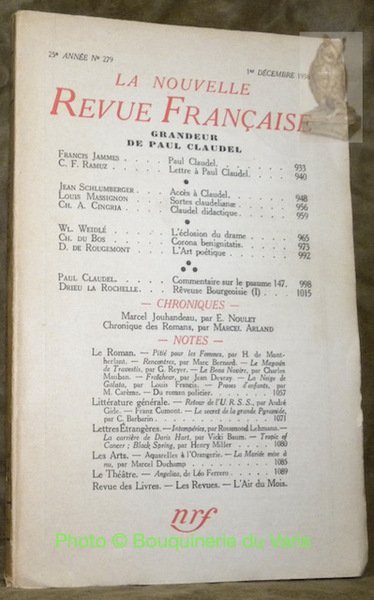 25e ANNÉE No 279 1er DÉCEMBRE 1936
LA NOUVELLE
REVUE FRANÇAISE
GRANDEUR
DE PAUL CLAUDEL
FRANCIS JAMMES . . . . Paul Claudel. . . . . 933
C. F. RAMUZ . . . . Lettre à Paul Claudel. . . . 940
JEAN SCHLUMBERGER . . . . Accès à Claudel. . . . 948
LOUIS MASSIGNON . . . . Sortes claudelianæ . . . . 956
CH. A. CINGRIA . . . . Claudel didactique . . . . 959
WL. WEIDLÉ . . . . L'éclosion du drame . . . . 965
CH. DU BOS . . . . Corona benignitatis. . . . 973
D. DE ROUGEMONT . . . . L'Art poétique . . . . 992
PAUL CLAUDEL. . . . . Commentaire sur le psaume 147. 998
DRIEU LA ROCHELLE. . . . Rêveuse Bourgeoisie (I) . . 1015
— CHRONIQUES —
Marcel Jouhandeau, par E. NOULET
Chronique des Romans, par MARCEL ARLAND
— NOTES —
Le Roman. — Pitié pour les Femmes, par H. de Mont-
herlant. — Rencontres, par Marc Bernard. — Le Magasin
de Travestis, par G. Reyer. — Le Beau Navire, par Charles
Mauban. — Fraîcheur, par Jean Devray. — La Neige de
Galata, par Louis Francis. — Proses d'enfants, par
M. Carême. — Du roman policier. . . . . 1057
Littérature générale. — Retour de l'U. R. S. S., par André
Gide. — Franz Cumont. — Le secret de la grande Pyramide,
par C. Barbarin . . . . 1071
Lettres Étrangères. — Intempéries, par Rosamond Lehmann. —
La carrière de Doris Hart, par Vicki Baum. — Tropic of
Cancer ; Black Spring, par Henry Miller . . . . 1080
Les Arts. — Aquarelles à l'Orangerie. — La Mariée mise à
nu, par Marcel Duchamp . . . . 1085
Le Théâtre. — Angelica, de Léo Ferrero . . . . 1089
Revue des Livres. — Les Revues. — L'Air du Mois.
nrf
Photo © Bouquinerie du Varis